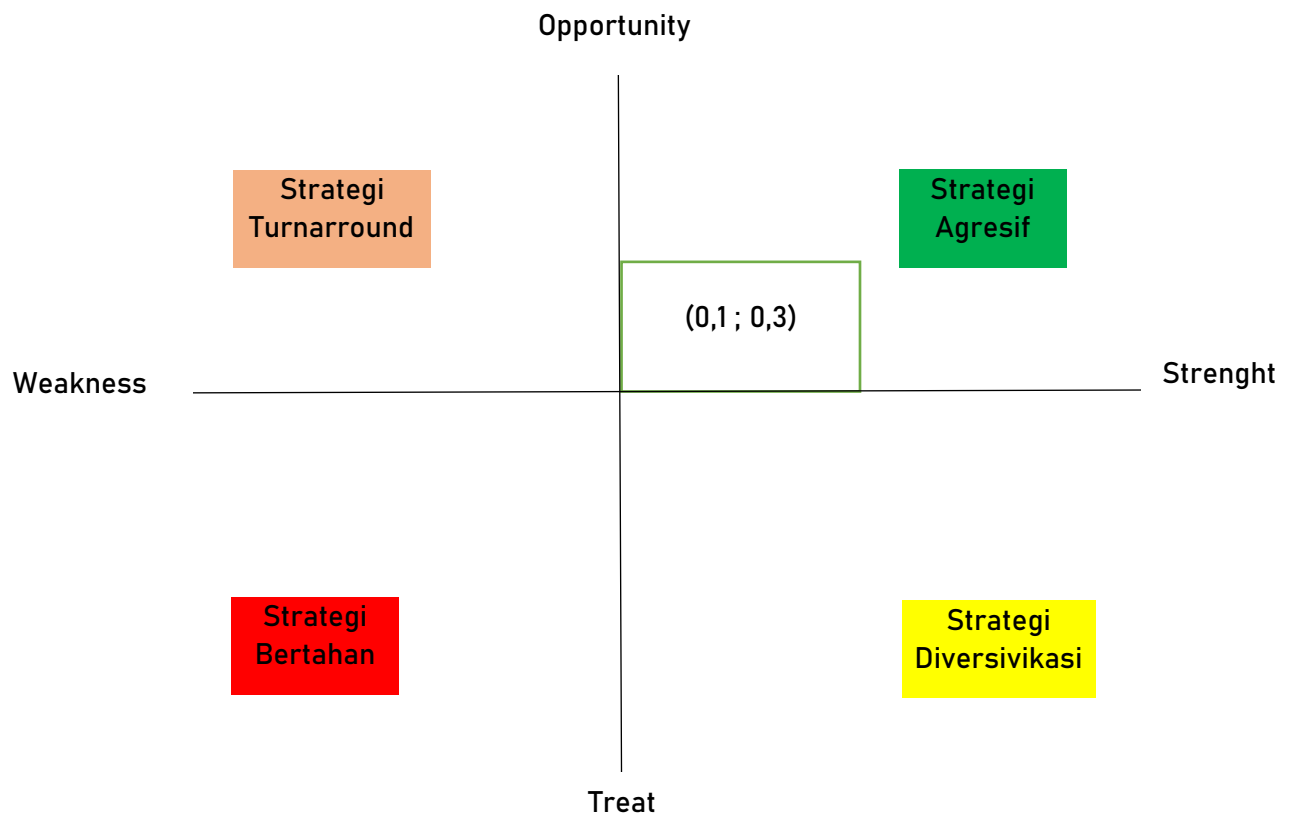 Opportunity
Strategi
Turnarround
Strategi
Agresif
(0,1 ; 0,3)
Weakness
Strenght
Strategi
Bertahan
Strategi
Diversivikasi
Treat